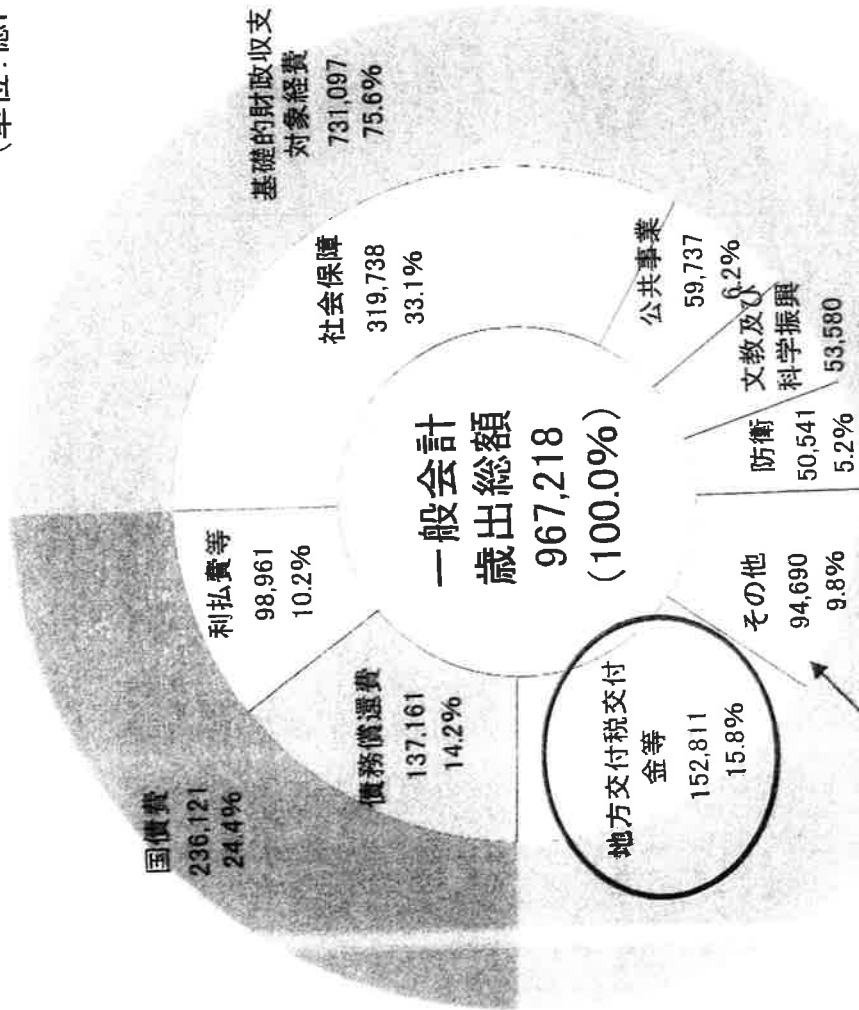 (単位:億
基礎的財政収支
対象経費
731,097
75.6%
社会保障
319,738
33.1%
公共事業
59,737
6.2%
文教及び
科学振興
53,580
防衛
50,541
5.2%
その他
94,690
9.8%
地方交付税交付
金等
152,811
15.8%
債務償還費
137,161
14.2%
利払費等
98,961
10.2%
国債費
236,121
24.4%
一般会計
歳出総額
967,218
(100.0%)